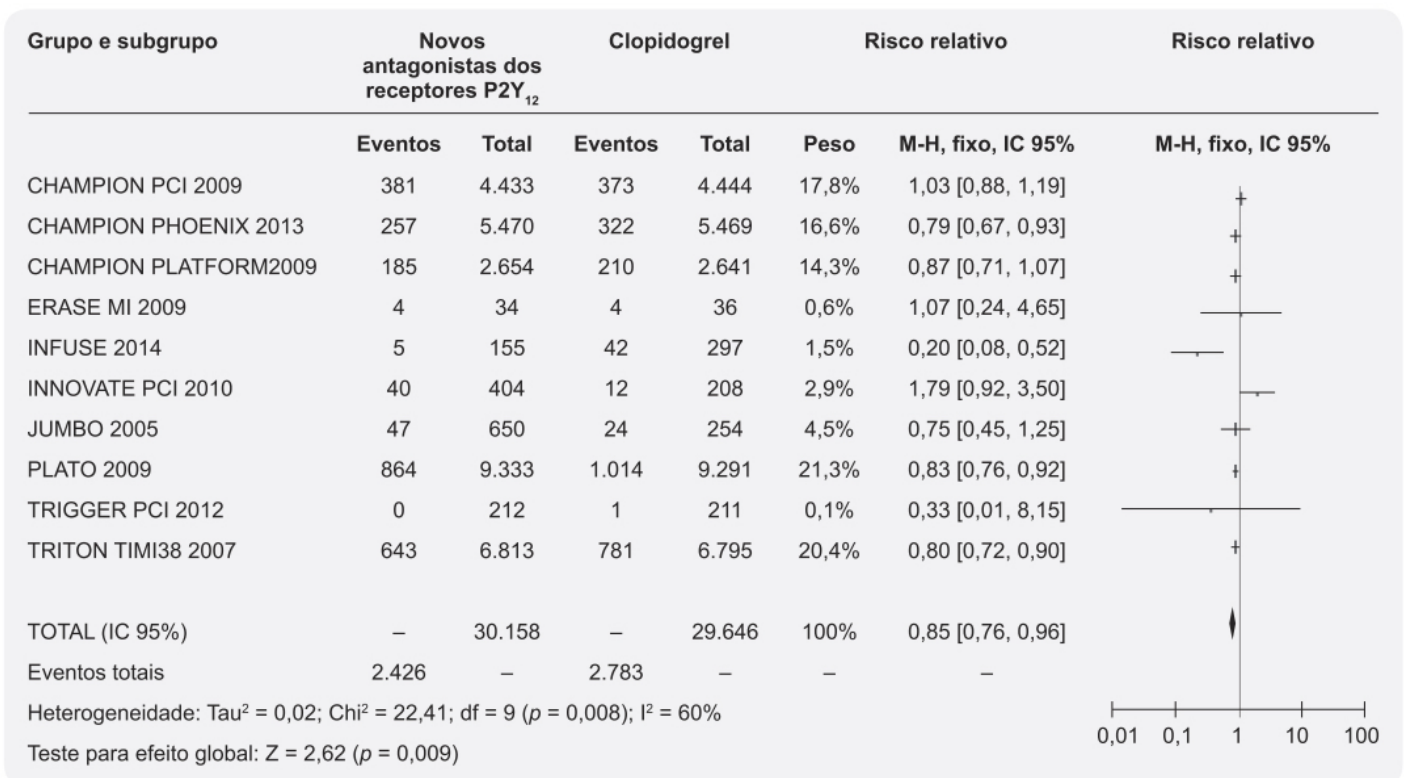 Grupo e subgrupo Novos antagonistas dos receptores P2Y₁₂ Clopidogrel Risco relativo Risco relativo
Eventos Total Eventos Total Peso M-H, fixo, IC 95% M-H, fixo, IC 95%
CHAMPION PCI 2009 381 4.433 373 4.444 17,8% 1,03 [0,88, 1,19]
CHAMPION PHOENIX 2013 257 5.470 322 5.469 16,6% 0,79 [0,67, 0,93]
CHAMPION PLATFORM2009 185 2.654 210 2.641 14,3% 0,87 [0,71, 1,07]
ERASE MI 2009 4 34 4 36 0,6% 1,07 [0,24, 4,65]
INFUSE 2014 5 155 42 297 1,5% 0,20 [0,08, 0,52]
INNOVATE PCI 2010 40 404 12 208 2,9% 1,79 [0,92, 3,50]
JUMBO 2005 47 650 24 254 4,5% 0,75 [0,45, 1,25]
PLATO 2009 864 9.333 1.014 9.291 21,3% 0,83 [0,76, 0,92]
TRIGGER PCI 2012 0 212 1 211 0,1% 0,33 [0,01, 8,15]
TRITON TIMI38 2007 643 6.813 781 6.795 20,4% 0,80 [0,72, 0,90]
TOTAL (IC 95%) – 30.158 – 29.646 100% 0,85 [0,76, 0,96]
Eventos totais 2.426 – 2.783 – – –
Heterogeneidade: Tau² = 0,02; Chi² = 22,41; df = 9 (p = 0,008); I² = 60%
Teste para efeito global: Z = 2,62 (p = 0,009)
0,01 0,1 1 10 100